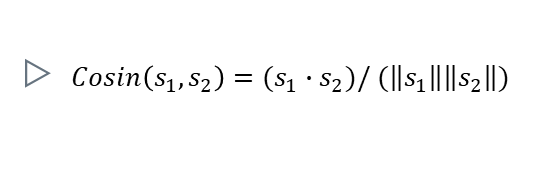 Cosin(s₁, s₂) = (s₁ · s₂)/ (‖s₁‖‖s₂‖)